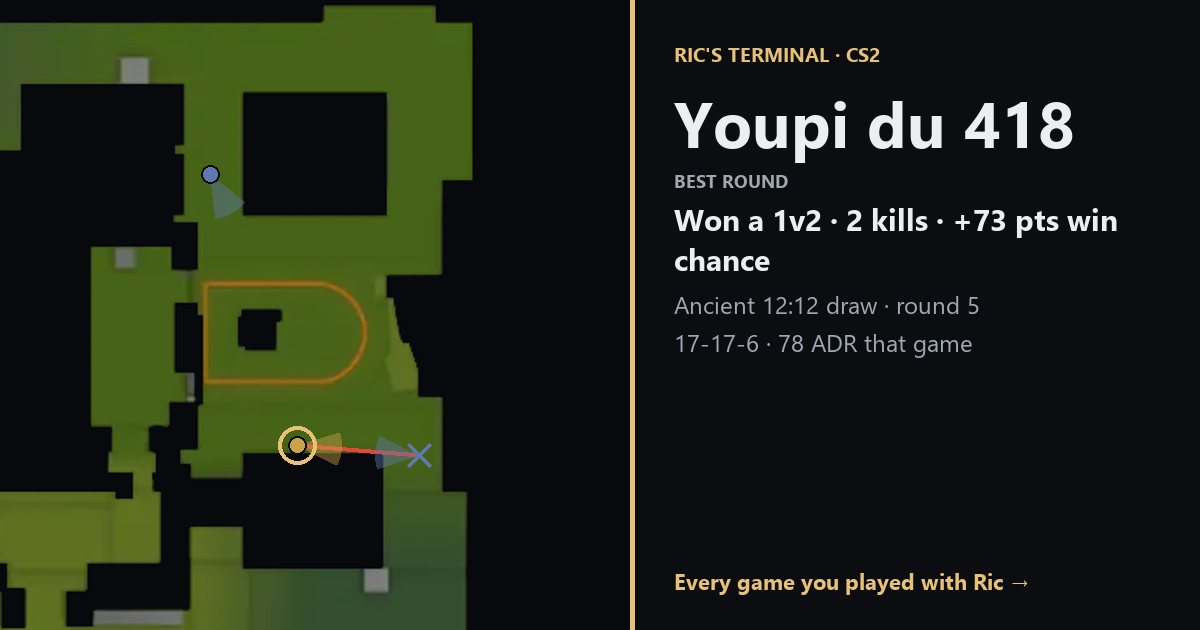 RIC'S TERMINAL · CS2
Youpi du 418
BEST ROUND
Won a 1v2 · 2 kills · +73 pts win
chance
Ancient 12:12 draw · round 5
17-17-6 · 78 ADR that game
Every game you played with Ric →